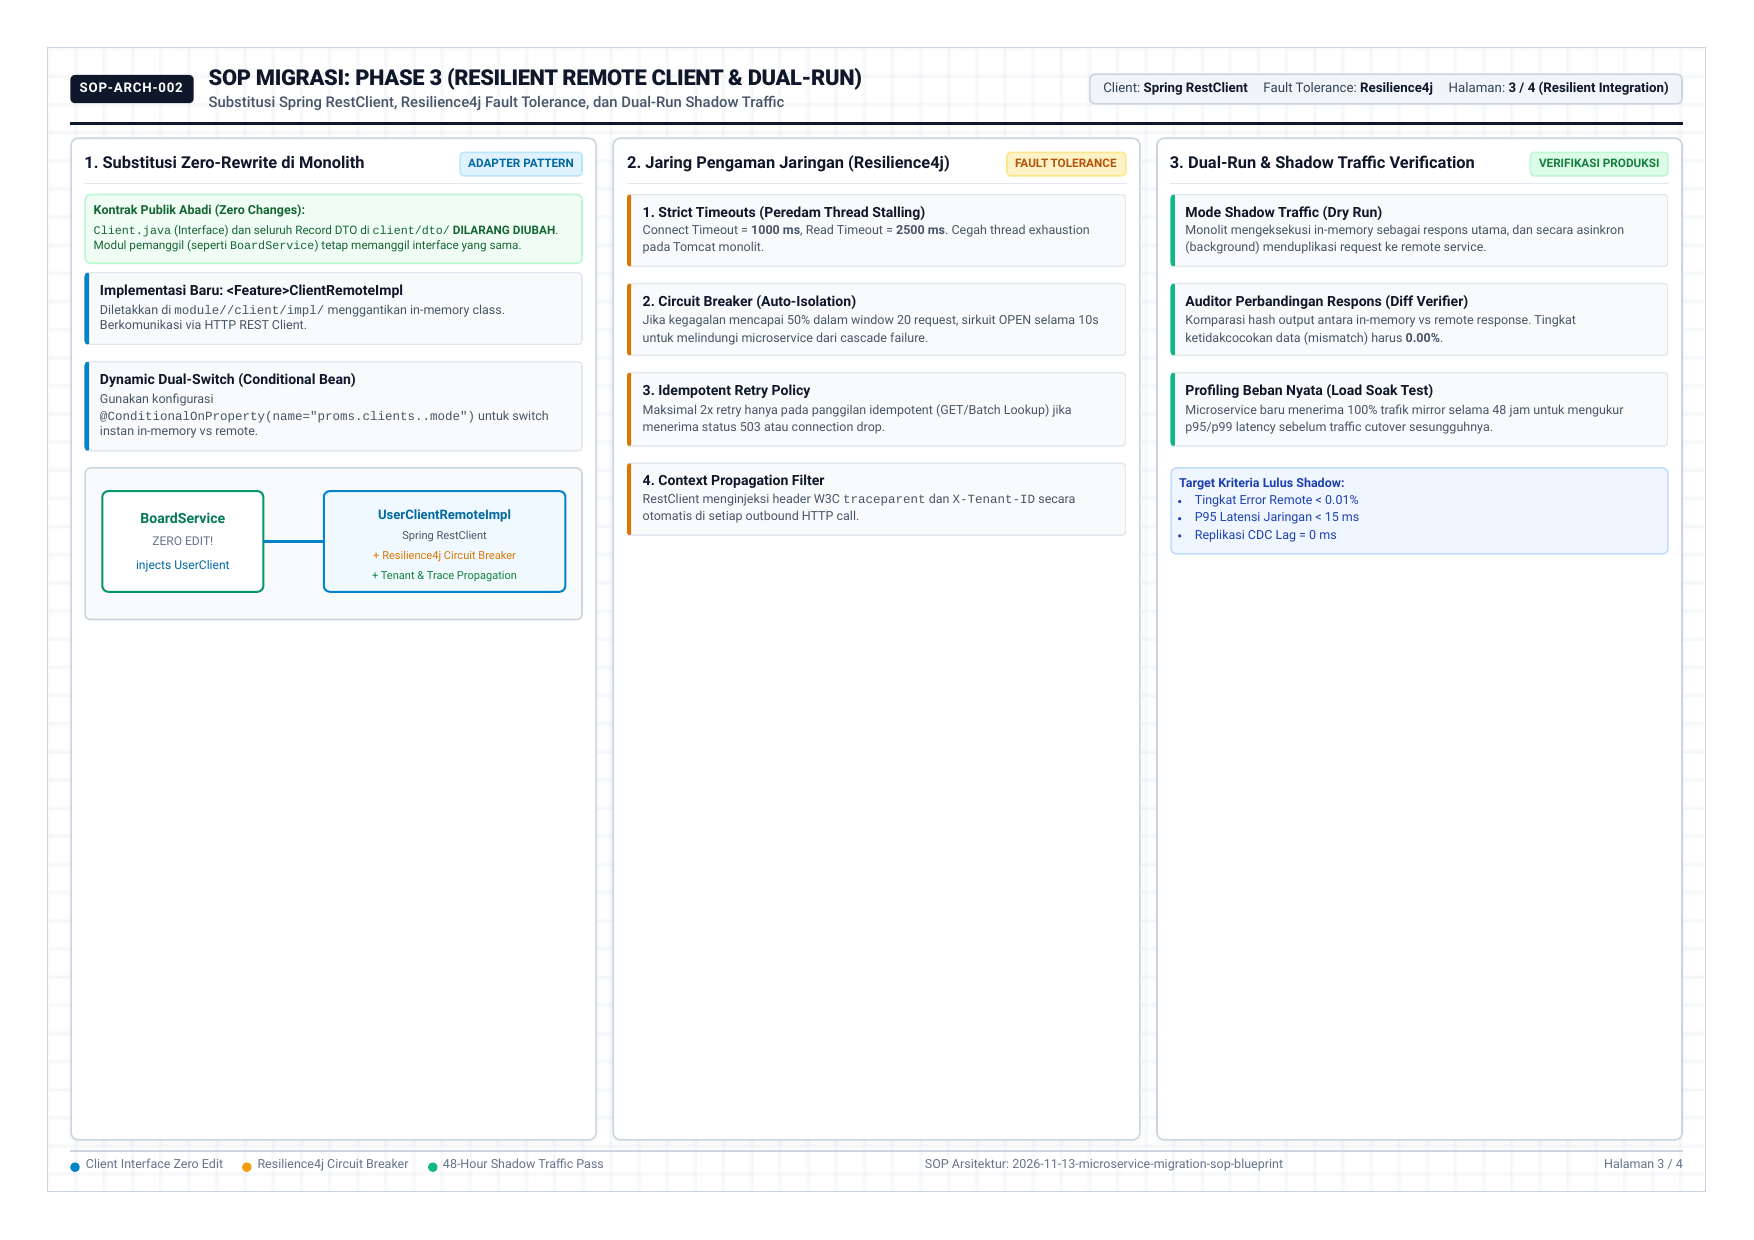 SOP-ARCH-002
SOP MIGRASI: PHASE 3 (RESILIENT REMOTE CLIENT & DUAL-RUN)
Substitusi Spring RestClient, Resilience4j Fault Tolerance, dan Dual-Run Shadow Traffic
Client: Spring RestClient Fault Tolerance: Resilience4j Halaman: 3 / 4 (Resilient Integration)
1. Substitusi Zero-Rewrite di Monolith
ADAPTER PATTERN
Kontrak Publik Abadi (Zero Changes):
Client.java (Interface) dan seluruh Record DTO di client/dto/ DILARANG DIUBAH.
Modul pemanggil (seperti BoardService) tetap memanggil interface yang sama.
Implementasi Baru: <Feature>ClientRemoteImpl
Diletakkan di module//client/impl/ menggantikan in-memory class.
Berkomunikasi via HTTP REST Client.
Dynamic Dual-Switch (Conditional Bean)
Gunakan konfigurasi
@ConditionalOnProperty(name="proms.clients..mode") untuk switch
instan in-memory vs remote.
BoardService
ZERO EDIT!
injects UserClient
UserClientRemoteImpl
Spring RestClient
+ Resilience4j Circuit Breaker
+ Tenant & Trace Propagation
2. Jaring Pengaman Jaringan (Resilience4j)
FAULT TOLERANCE
1. Strict Timeouts (Peredam Thread Stalling)
Connect Timeout = 1000 ms, Read Timeout = 2500 ms. Cegah thread exhaustion
pada Tomcat monolit.
2. Circuit Breaker (Auto-Isolation)
Jika kegagalan mencapai 50% dalam window 20 request, sirkuit OPEN selama 10s
untuk melindungi microservice dari cascade failure.
3. Idempotent Retry Policy
Maksimal 2x retry hanya pada panggilan idempotent (GET/Batch Lookup) jika
menerima status 503 atau connection drop.
4. Context Propagation Filter
RestClient menginjeksi header W3C traceparent dan X-Tenant-ID secara
otomatis di setiap outbound HTTP call.
3. Dual-Run & Shadow Traffic Verification
VERIFIKASI PRODUKSI
Mode Shadow Traffic (Dry Run)
Monolit mengeksekusi in-memory sebagai respons utama, dan secara asinkron
(background) menduplikasi request ke remote service.
Auditor Perbandingan Respons (Diff Verifier)
Komparasi hash output antara in-memory vs remote response. Tingkat
ketidakcocokan data (mismatch) harus 0.00%.
Profiling Beban Nyata (Load Soak Test)
Microservice baru menerima 100% trafik mirror selama 48 jam untuk mengukur
p95/p99 latency sebelum traffic cutover sesungguhnya.
Target Kriteria Lulus Shadow:
• Tingkat Error Remote < 0.01%
• P95 Latensi Jaringan < 15 ms
• Replikasi CDC Lag = 0 ms
Client Interface Zero Edit
Resilience4j Circuit Breaker
48-Hour Shadow Traffic Pass
SOP Arsitektur: 2026-11-13-microservice-migration-sop-blueprint
Halaman 3 / 4